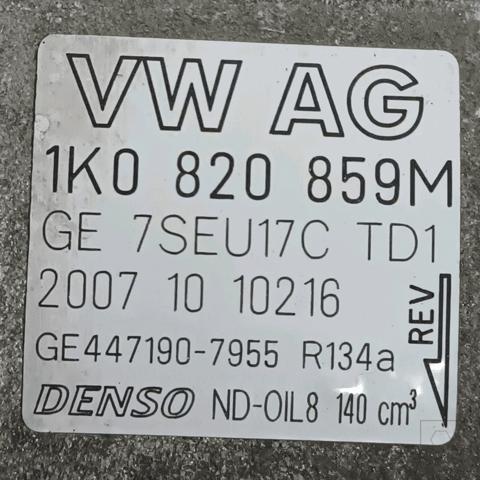 VW AG
1K0 820 859M
GE 7SEU17C TD1
2007 10 10216
REV
GE447190-7955 R134a
DENSO ND-OIL8 140 cm³